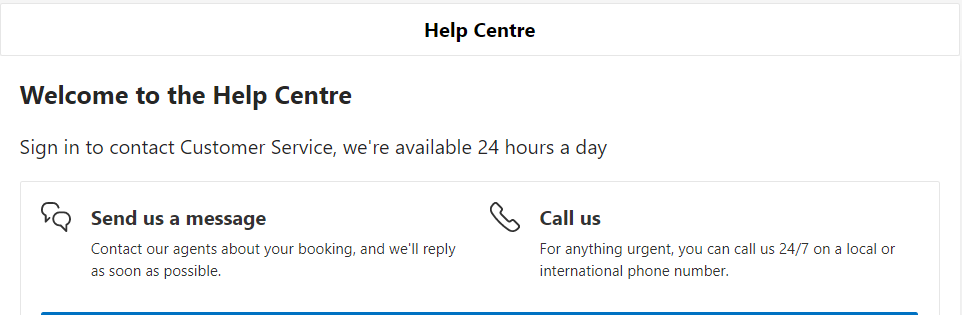 Help Centre
Welcome to the Help Centre
Sign in to contact Customer Service, we're available 24 hours a day
Send us a message
Contact our agents about your booking, and we'll reply
as soon as possible.
Call us
For anything urgent, you can call us 24/7 on a local or
international phone number.